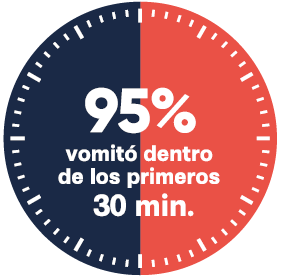 95%
vomitó dentro
de los primeros
30 min.